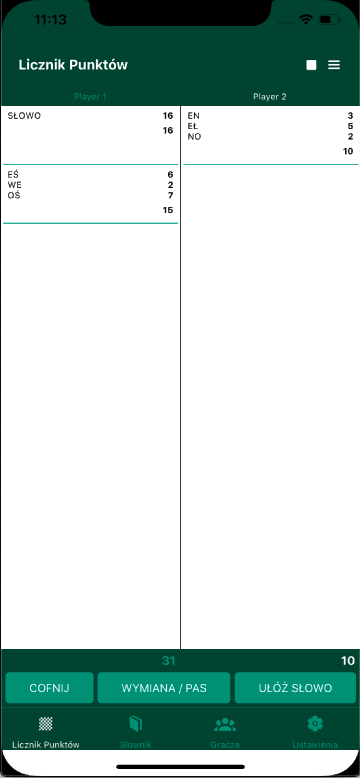 11:13
Licznik Punktów
Player 1 Player 2
SŁOWO 16
16
EN 3
EŁ 5
NO 2
10
EŚ 6
WE 2
OŚ 7
15
31 10
COFNIJ WYMIANA / PAS UŁÓŻ SŁOWO
Licznik Punktów Słownik Gracze Ustawienia